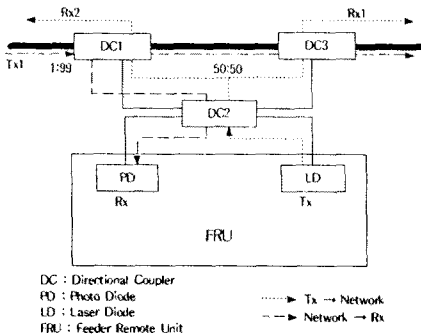 Rx2
Rx1
DC1
DC3
Tx1
1:99
50:50
DC2
PD
LD
Rx
Tx
FRU
DC : Directional Coupler
PD : Photo Diode
LD : Laser Diode
FRU : Feeder Remote Unit
Tx → Network
Network → Rx